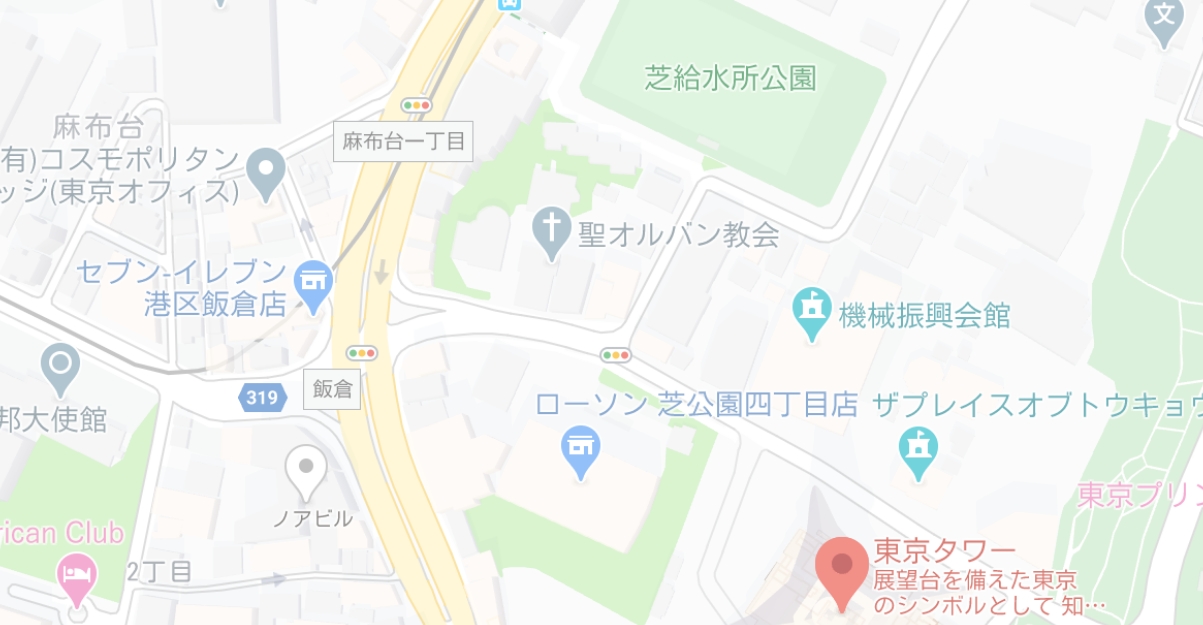 文
芝給水所公園
麻布台
麻布台一丁目
有)コスモポリタン
ッジ(東京オフィス)
聖オルバン教会
セブン-イレブン
港区飯倉店
機械振興会館
319
飯倉
邦大使館
ローソン 芝公園四丁目店
ザプレイスオブトウキョウ
ノアビル
東京プリン
rican Club
2丁目
東京タワー
展望台を備えた東京
のシンボルとして 知…